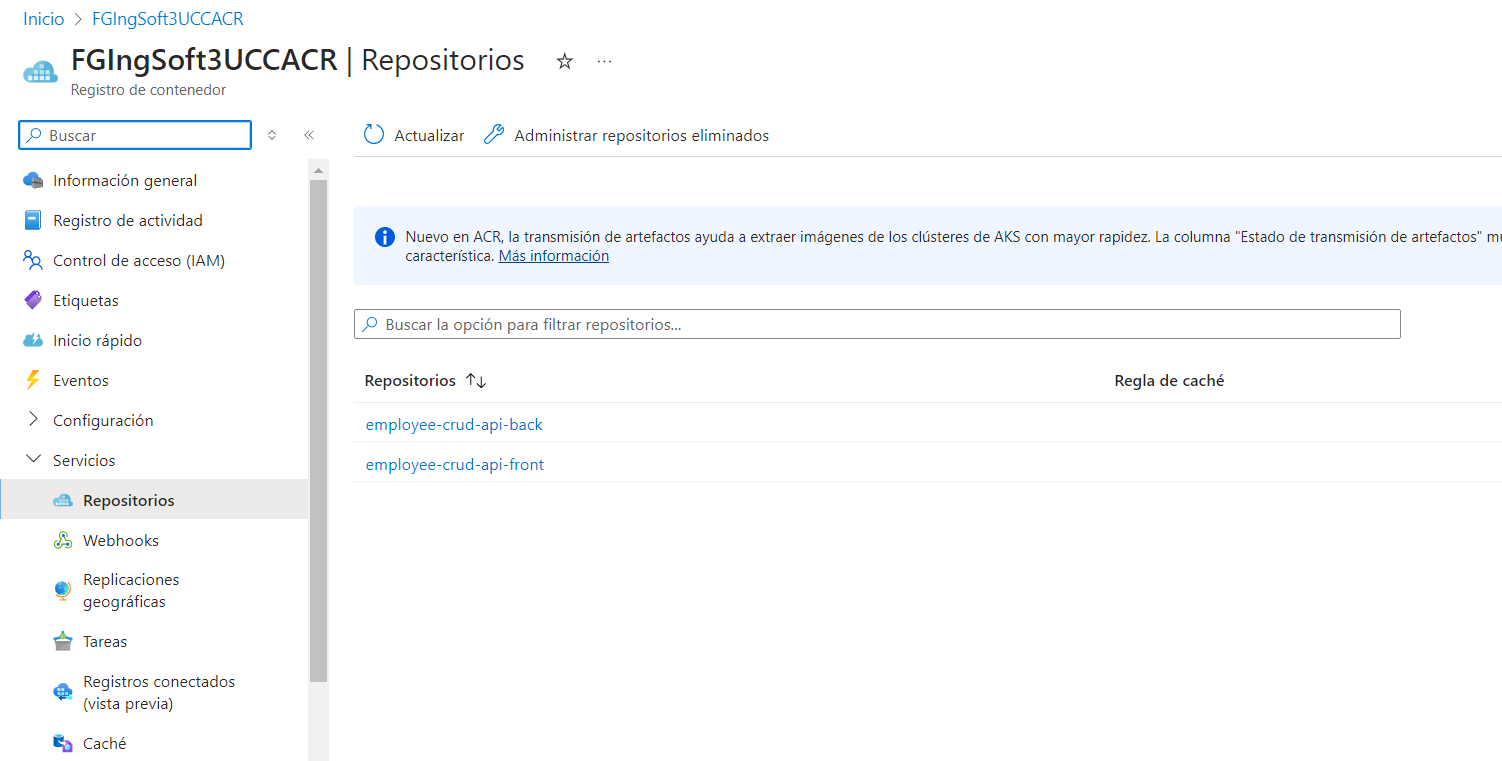 Inicio > FGIngSoft3UCCACR
FGIngSoft3UCCACR | Repositorios
Registro de contenedor
Buscar
Información general
Registro de actividad
Control de acceso (IAM)
Etiquetas
Inicio rápido
Eventos
Configuración
Servicios
Repositorios
Webhooks
Replicaciones
geográficas
Tareas
Registros conectados
(vista previa)
Caché
Actualizar Administrar repositorios eliminados
Nuevo en ACR, la transmisión de artefactos ayuda a extraer imágenes de los clústeres de AKS con mayor rapidez. La columna "Estado de transmisión de artefactos"
característica. Más información
Buscar la opción para filtrar repositorios...
Repositorios Regla de caché
employee-crud-api-back
employee-crud-api-front